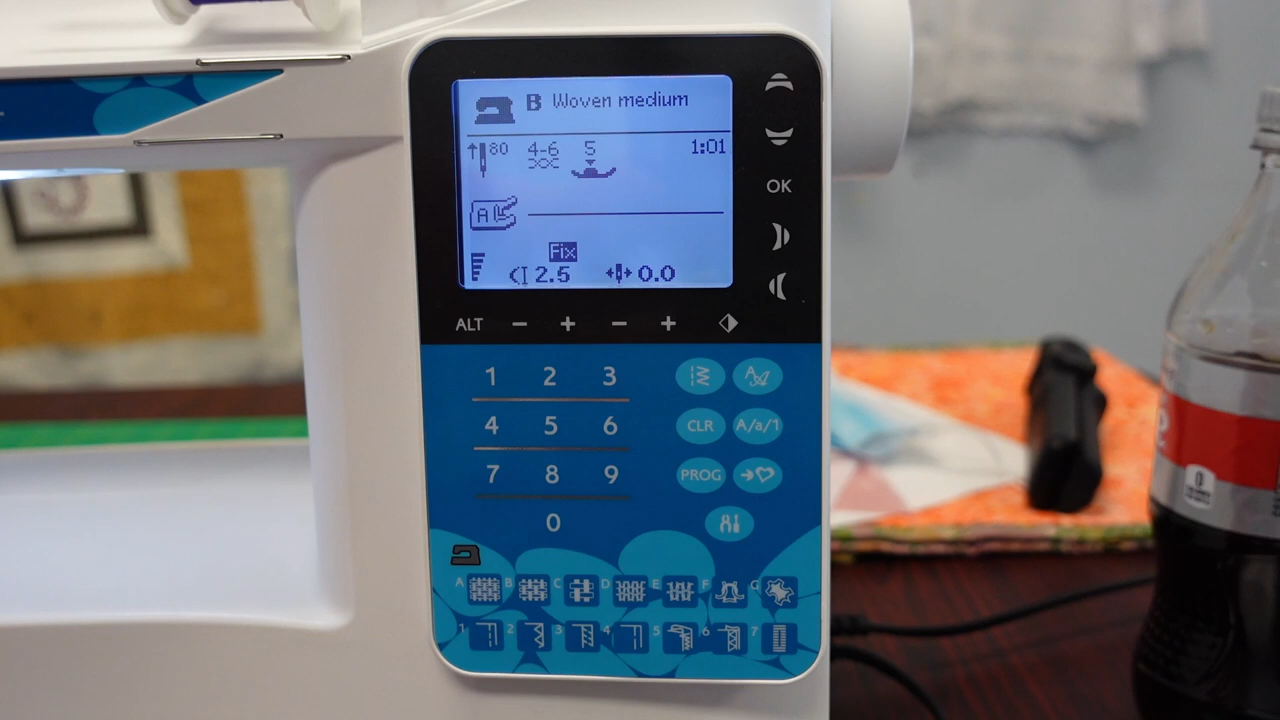 B Woven medium
80 4-6 5 1:01
A
Fix
2.5 0.0
OK
ALT − + − +
1 2 3
4 5 6 CLR A/a/1
7 8 9 PROG
0
A B C D E F G
1 2 3 4 5 6 7
0